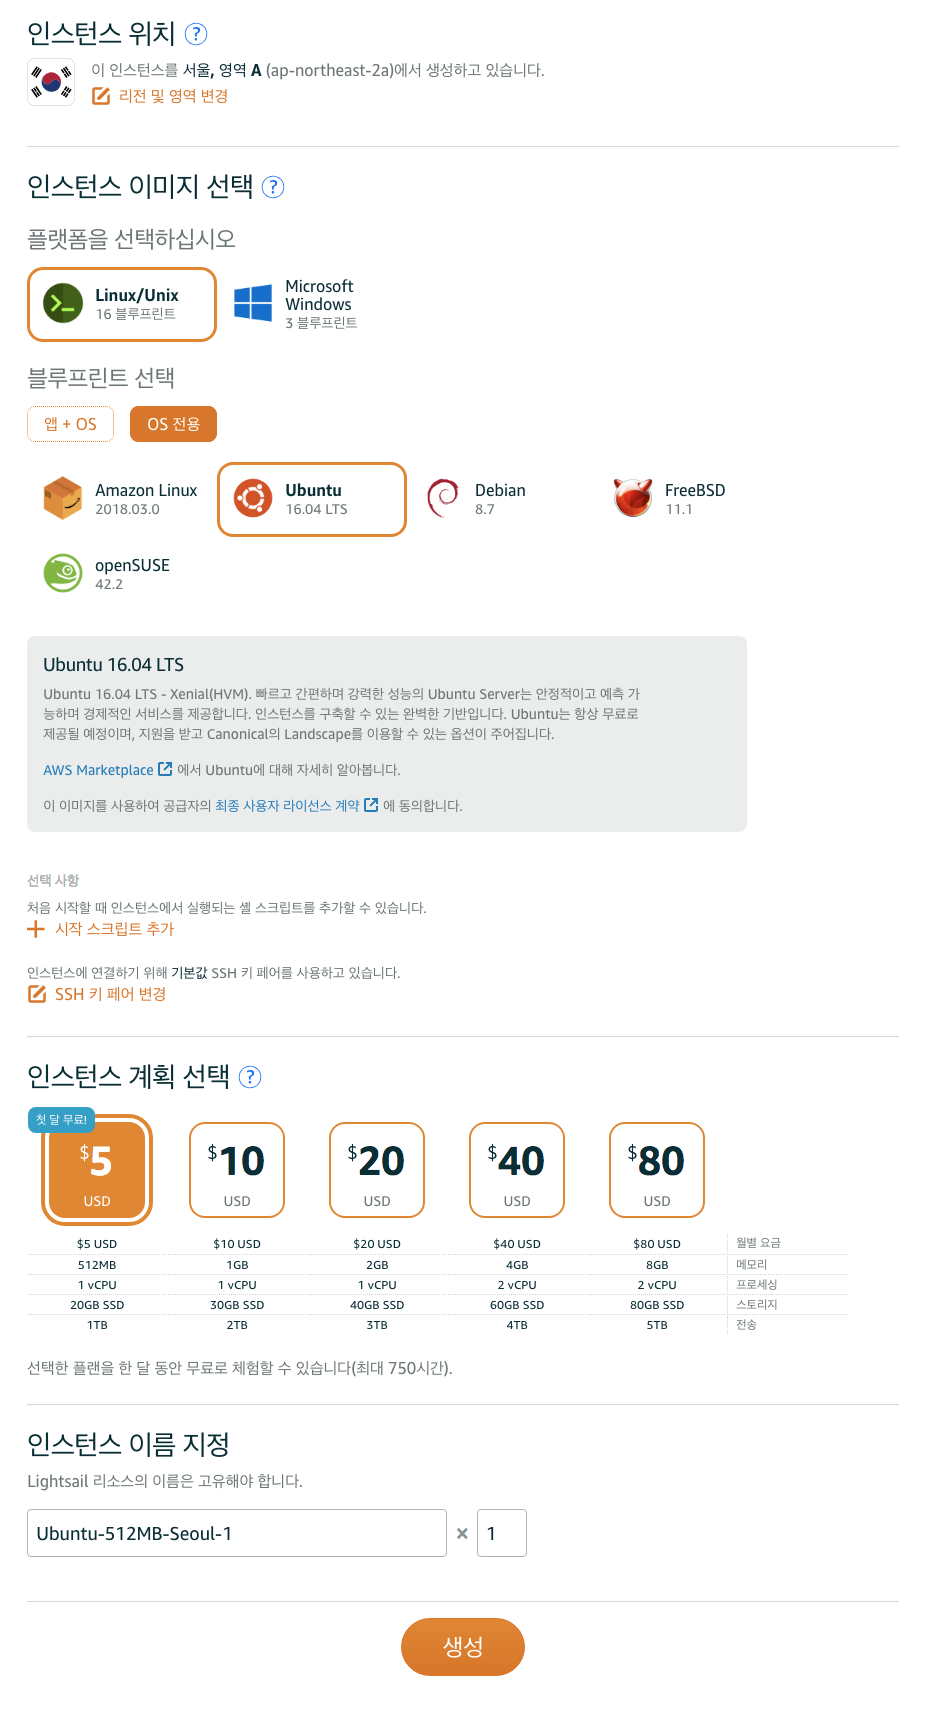 인스턴스 위치 ?
이 인스턴스를 서울, 영역 A (ap-northeast-2a)에서 생성하고 있습니다.
리전 및 영역 변경
인스턴스 이미지 선택 ?
플랫폼을 선택하십시오
Linux/Unix
16 블루프린트
Microsoft
Windows
3 블루프린트
블루프린트 선택
앱 + OS
OS 전용
Amazon Linux
2018.03.0
Ubuntu
16.04 LTS
Debian
8.7
FreeBSD
11.1
openSUSE
42.2
Ubuntu 16.04 LTS
Ubuntu 16.04 LTS - Xenial(HVM). 빠르고 간편하며 강력한 성능의 Ubuntu Server는 안정적이고 예측 가
능하며 경제적인 서비스를 제공합니다. 인스턴스를 구축할 수 있는 완벽한 기반입니다. Ubuntu는 항상 무료로
제공될 예정이며, 지원을 받고 Canonical의 Landscape를 이용할 수 있는 옵션이 주어집니다.
AWS Marketplace 에서 Ubuntu에 대해 자세히 알아봅니다.
이 이미지를 사용하여 공급자의 최종 사용자 라이선스 계약 에 동의합니다.
선택 사항
처음 시작할 때 인스턴스에서 실행되는 셸 스크립트를 추가할 수 있습니다.
시작 스크립트 추가
인스턴스에 연결하기 위해 기본값 SSH 키 페어를 사용하고 있습니다.
SSH 키 페어 변경
인스턴스 계획 선택 ?
첫 달 무료!
$5 USD
$10 USD
$20 USD
$40 USD
$80 USD
$5 USD $10 USD $20 USD $40 USD $80 USD 월별 요금
512MB 1GB 2GB 4GB 8GB 메모리
1 vCPU 1 vCPU 1 vCPU 2 vCPU 2 vCPU 프로세싱
20GB SSD 30GB SSD 40GB SSD 60GB SSD 80GB SSD 스토리지
1TB 2TB 3TB 4TB 5TB 전송
선택한 플랜을 한 달 동안 무료로 체험할 수 있습니다(최대 750시간).
인스턴스 이름 지정
Lightsail 리소스의 이름은 고유해야 합니다.
Ubuntu-512MB-Seoul-1 × 1
생성